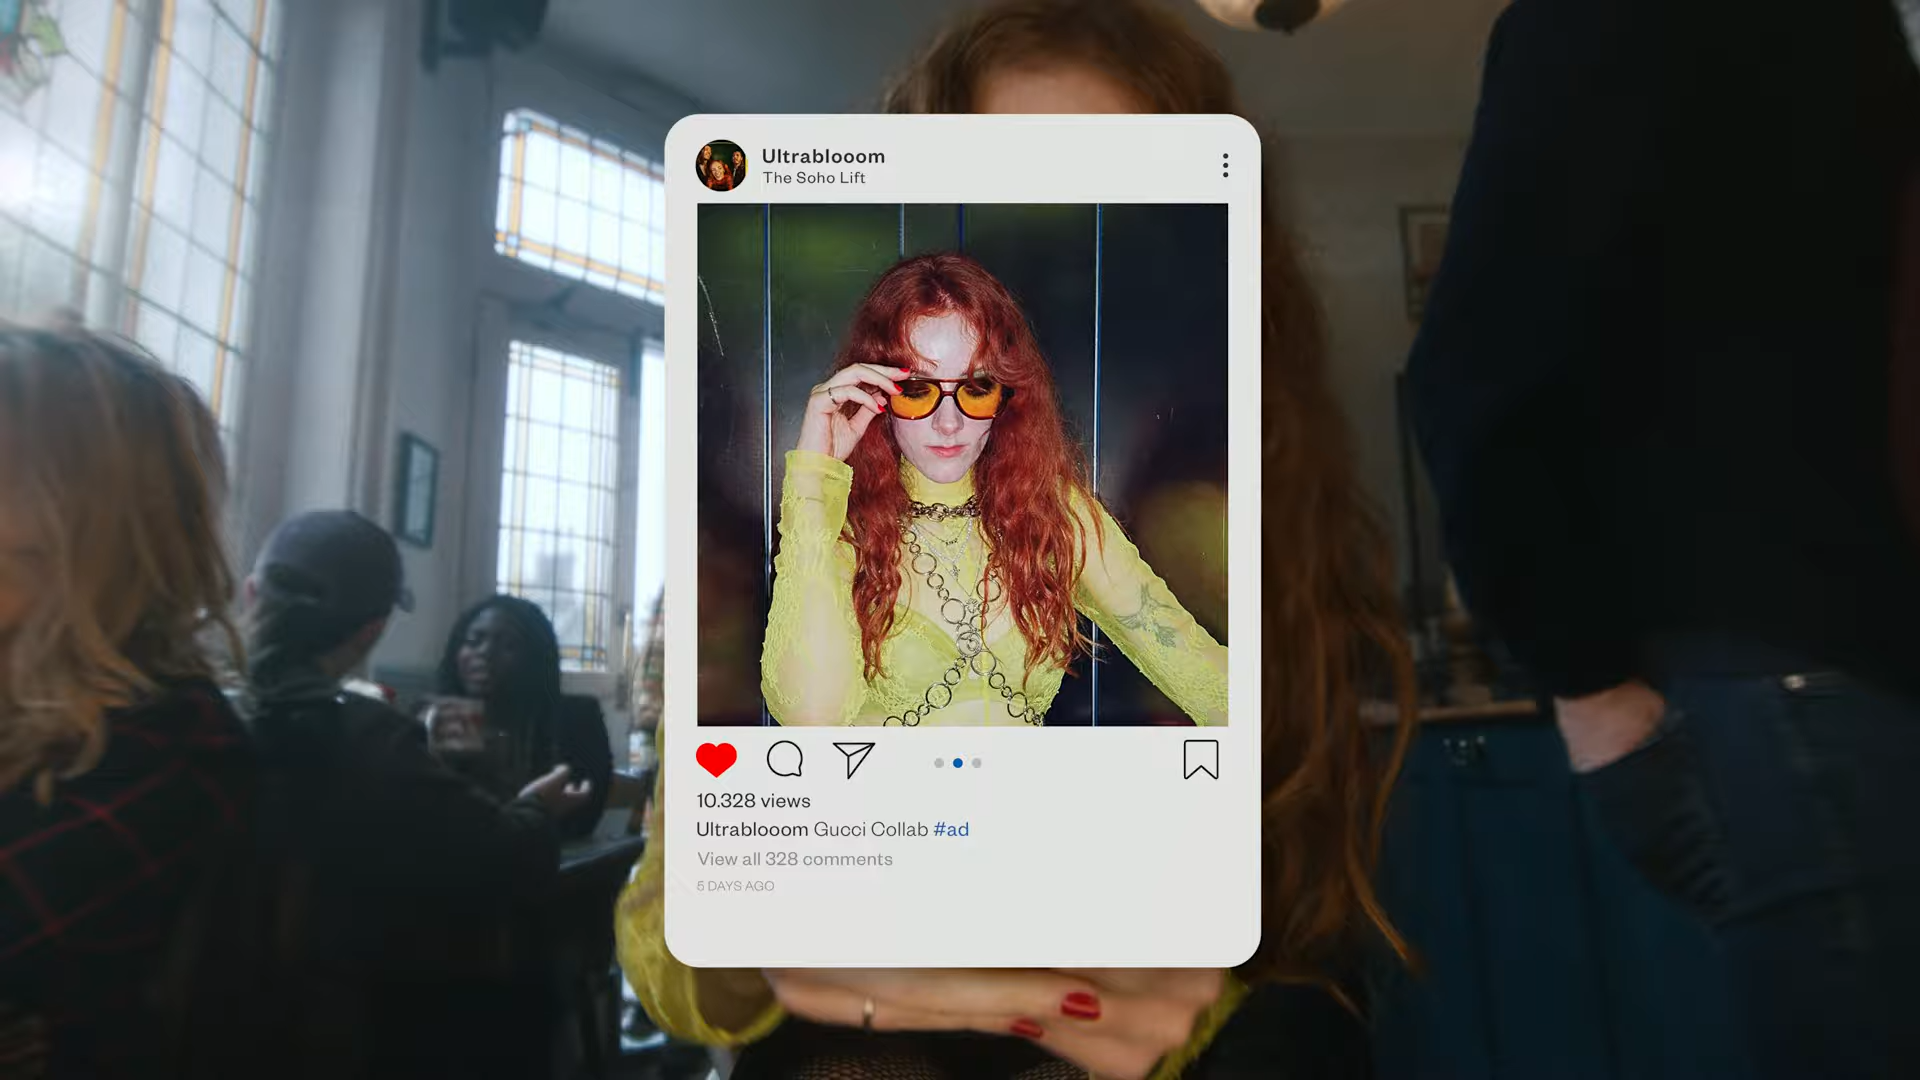 Ultrablooom
The Soho Lift
10.328 views
Ultrablooom Gucci Collab #ad
View all 328 comments
5 DAYS AGO